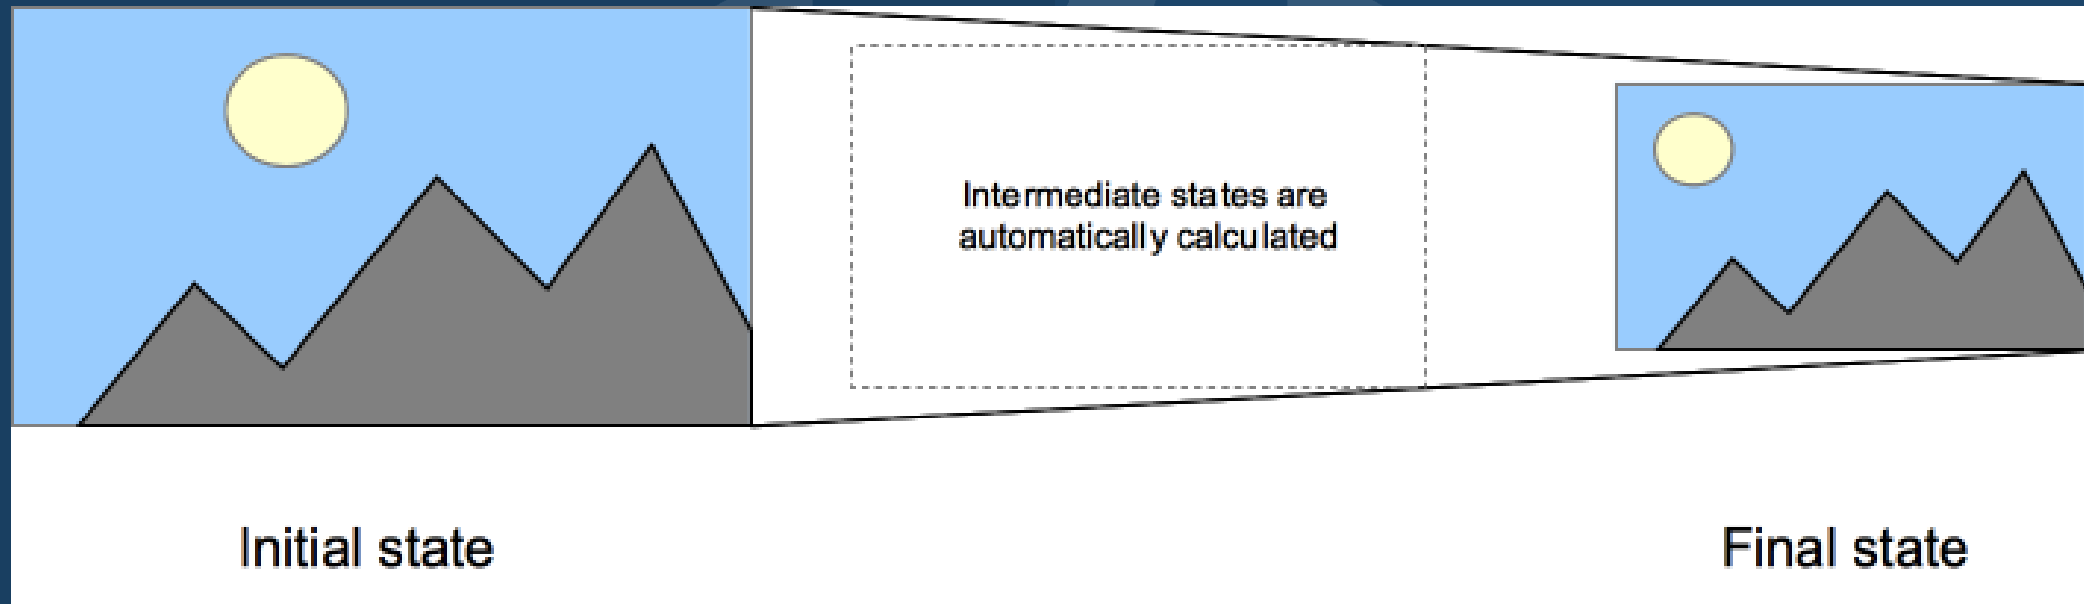 Intermediate states are
automatically calculated
Initial state
Final state